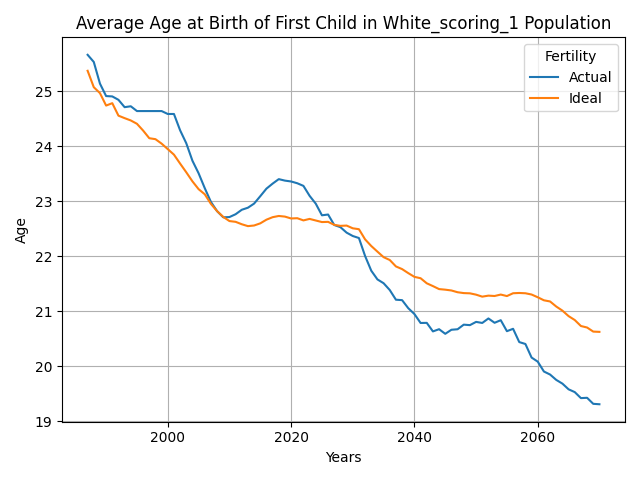 Average Age at Birth of First Child in White_scoring_1 Population
Fertility
Actual
Ideal
Age
25
24
23
22
21
20
19
2000
2020
2040
2060
Years